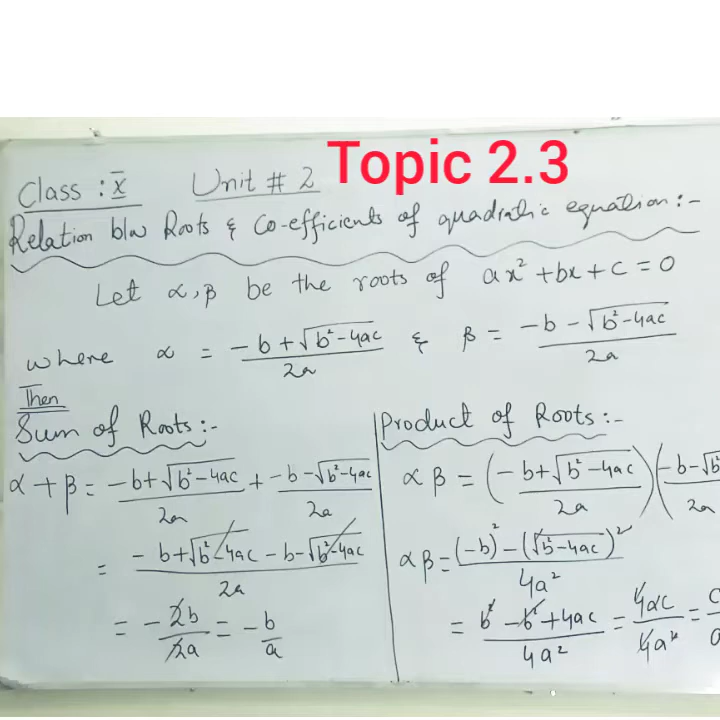 Topic 2.3
Class : X Unit # 2
Relation b/w Roots & Co-efficients of quadratic equation :-
Let α, β be the roots of ax² + bx + c = 0
where α = (-b + √(b² - 4ac))/2a & β = (-b - √(b² - 4ac))/2a
Then
Sum of Roots :-
α + β = (-b + √(b² - 4ac))/2a + (-b - √(b² - 4ac))/2a
= (-b + √(b² - 4ac) - b - √(b² - 4ac))/2a
= -2b/2a = -b/a
Product of Roots :-
αβ = ((-b + √(b² - 4ac))/2a)(-b - √b 2a
αβ = ((-b)² - (√(b² - 4ac))²)/4a²
= (b² - b² + 4ac)/4a² = 4ac/4a² = c/a